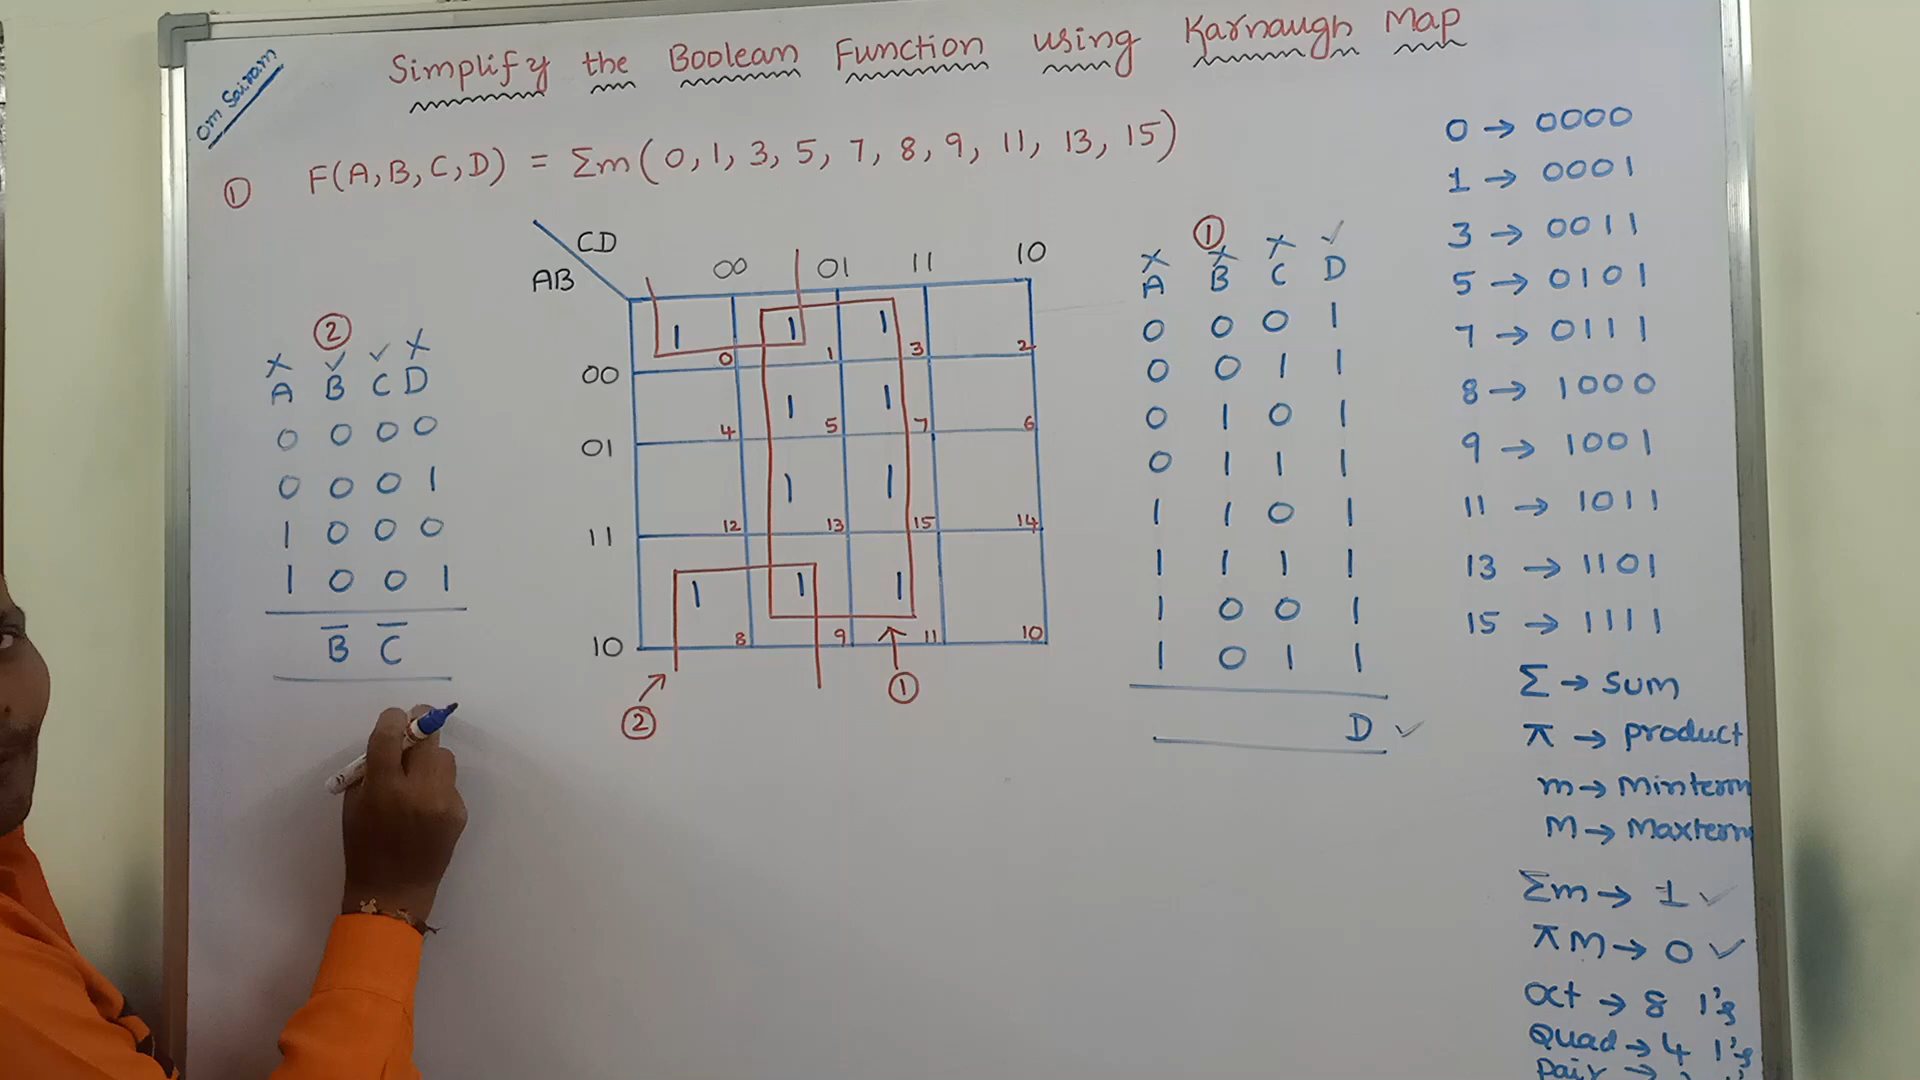 Om Sairam
Simplify the Boolean Function using Karnaugh Map
① F(A,B,C,D) = Σm(0,1,3,5,7,8,9,11,13,15)
CD
AB
00 01 11 10
00
01
11
10
1 1 1
0 1 3 2
1 1
4 5 7 6
1 1
12 13 15 14
1 1 1
8 9 11 10
② ①
②
× ✓ ✓ ×
A B C D
0 0 0 0
0 0 0 1
1 0 0 0
1 0 0 1
B̅ C̅
①
× × × ✓
A B C D
0 0 0 1
0 0 1 1
0 1 0 1
0 1 1 1
1 1 0 1
1 1 1 1
1 0 0 1
1 0 1 1
D ✓
0 → 0000
1 → 0001
3 → 0011
5 → 0101
7 → 0111
8 → 1000
9 → 1001
11 → 1011
13 → 1101
15 → 1111
Σ → sum
π → product
m → Minterm
M → Maxterm
Σm → 1 ✓
πM → 0 ✓
Oct → 8 1's
Quad → 4 1's
Pair →